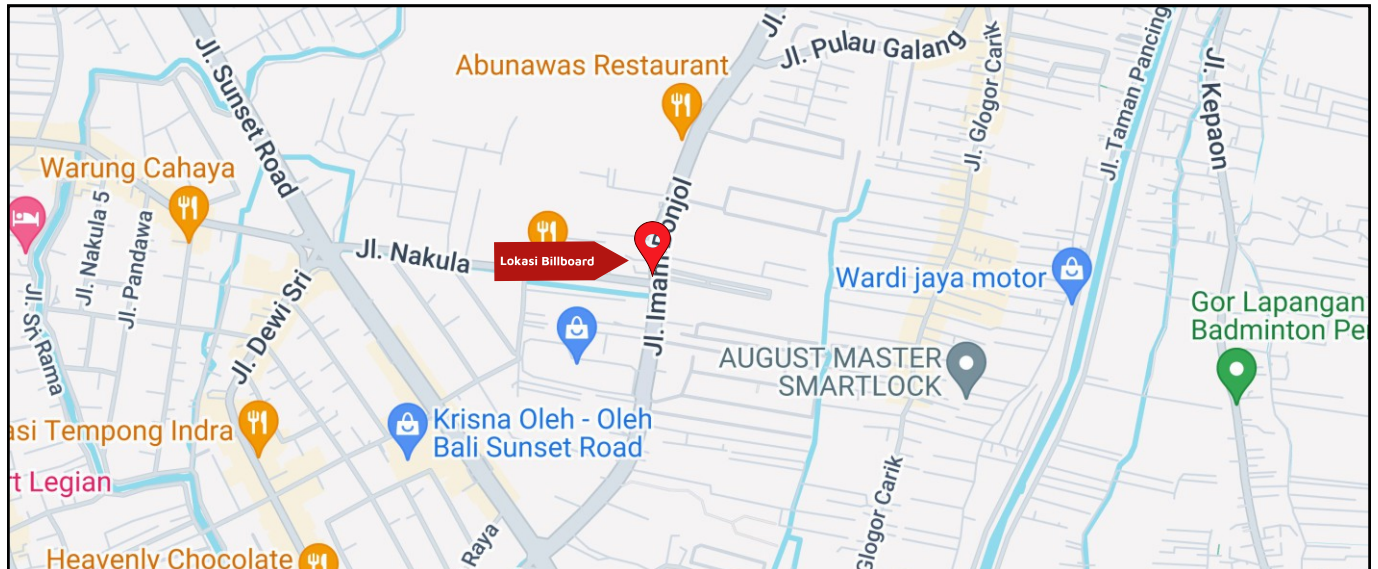 Jl. Sunset Road
Abunawas Restaurant
Jl.
Jl. Pulau Galang
Jl. Glogor Carik
Jl. Taman Pancing
Jl. Kepaon
Warung Cahaya
Jl. Nakula 5
Jl. Pandawa
Jl. Nakula
Lokasi Billboard
Jl. Imam Bonjol
Wardi jaya motor
Gor Lapangan
Badminton Pe
Jl. Sri Rama
Jl. Dewi Sri
AUGUST MASTER
SMARTLOCK
Krisna Oleh - Oleh
Bali Sunset Road
asi Tempong Indra
t Legian
Raya
Glogor Carik
Heavenly Chocolate